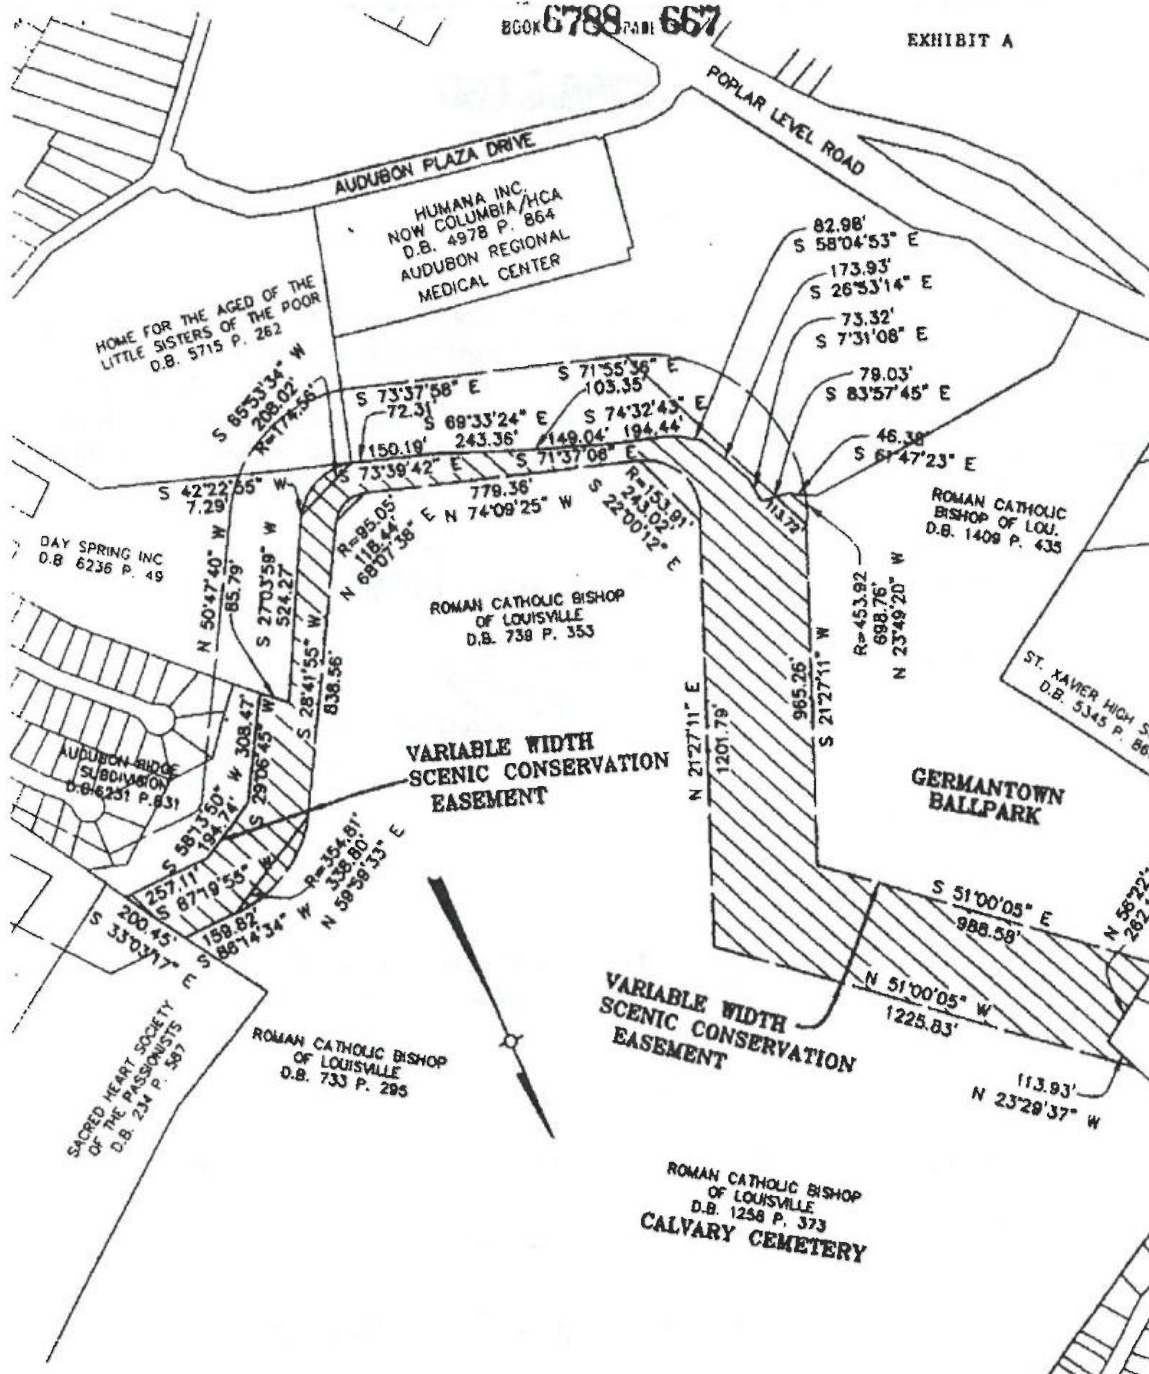 BOOK 6788 PAGE 667
EXHIBIT A
POPLAR LEVEL ROAD
AUDUBON PLAZA DRIVE
HUMANA INC.
NOW COLUMBIA/HCA
D.B. 4978 P. 864
AUDUBON REGIONAL
MEDICAL CENTER
82.98'
S 58°04'53" E
173.93'
S 26°53'14" E
73.32'
S 7°31'08" E
79.03'
S 83°57'45" E
46.38'
S 61°47'23" E
113.72'
HOME FOR THE AGED OF THE
LITTLE SISTERS OF THE POOR
D.B. 5715 P. 262
S 65°53'34" W
208.02'
R=174.56'
S 73°37'58" E
72.31'
S 71°55'36" E
103.35'
S 69°33'24" E
243.36'
S 74°32'43" E
194.44'
149.04'
150.19'
S 73°39'42" E
S 71°37'08" E
779.36'
N 74°09'25" W
S 42°22'55" W
7.29'
R=95.05'
118.44'
N 68°07'38" E
R=153.91'
243.02'
S 22°00'12" E
ROMAN CATHOLIC
BISHOP OF LOU.
D.B. 1409 P. 435
DAY SPRING INC
D.B 6236 P. 49
N 50°47'40" W
85.79'
S 27°03'59" W
524.27'
S 28°41'55" W
838.56'
ROMAN CATHOLIC BISHOP
OF LOUISVILLE
D.B. 739 P. 353
R=453.92
698.76'
N 23°49'20" W
ST. XAVIER HIGH
D.B. 5345 P.
N 21°27'11" E
1201.79'
965.26'
S 21°27'11" W
AUDUBON RIDGE
SUBDIVISION
D.B.6231 P.831
S 29°06'45" W 308.47'
S 58°13'50" W
194.74'
VARIABLE WIDTH
SCENIC CONSERVATION
EASEMENT
GERMANTOWN
BALLPARK
257.11'
S 87°19'55" W
R=354.81'
338.80'
N 59°59'33" E
200.45'
S 33°03'17" E
159.82'
S 86°14'34" W
S 51°00'05" E
988.58'
N 56°22'
N 51°00'05" W
1225.83'
VARIABLE WIDTH
SCENIC CONSERVATION
EASEMENT
113.93'
N 23°29'37" W
SACRED HEART SOCIETY
OF THE PASSIONISTS
D.B. 234 P. 587
ROMAN CATHOLIC BISHOP
OF LOUISVILLE
D.B. 733 P. 295
ROMAN CATHOLIC BISHOP
OF LOUISVILLE
D.B. 1258 P. 373
CALVARY CEMETERY